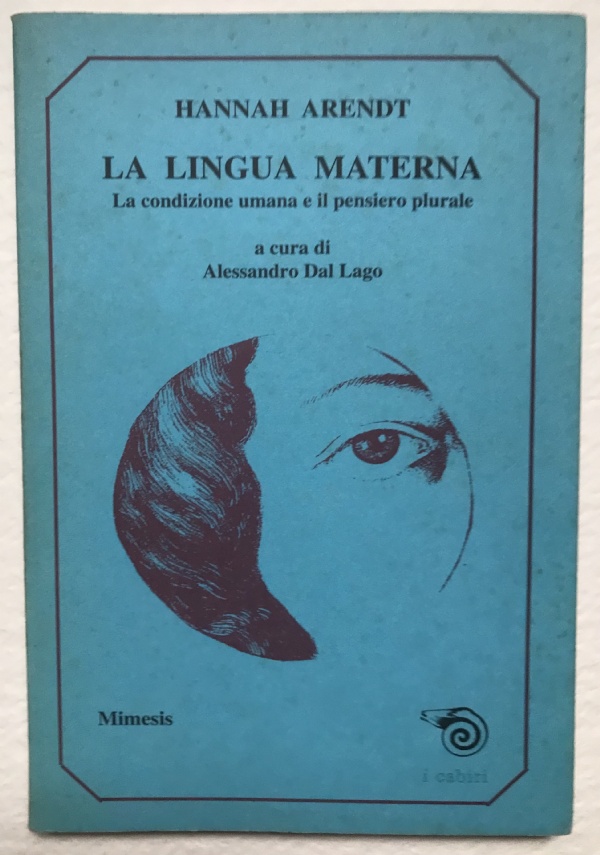 HANNAH ARENDT
LA LINGUA MATERNA
La condizione umana e il pensiero plurale
a cura di
Alessandro Dal Lago
Mimesis
i cabiri